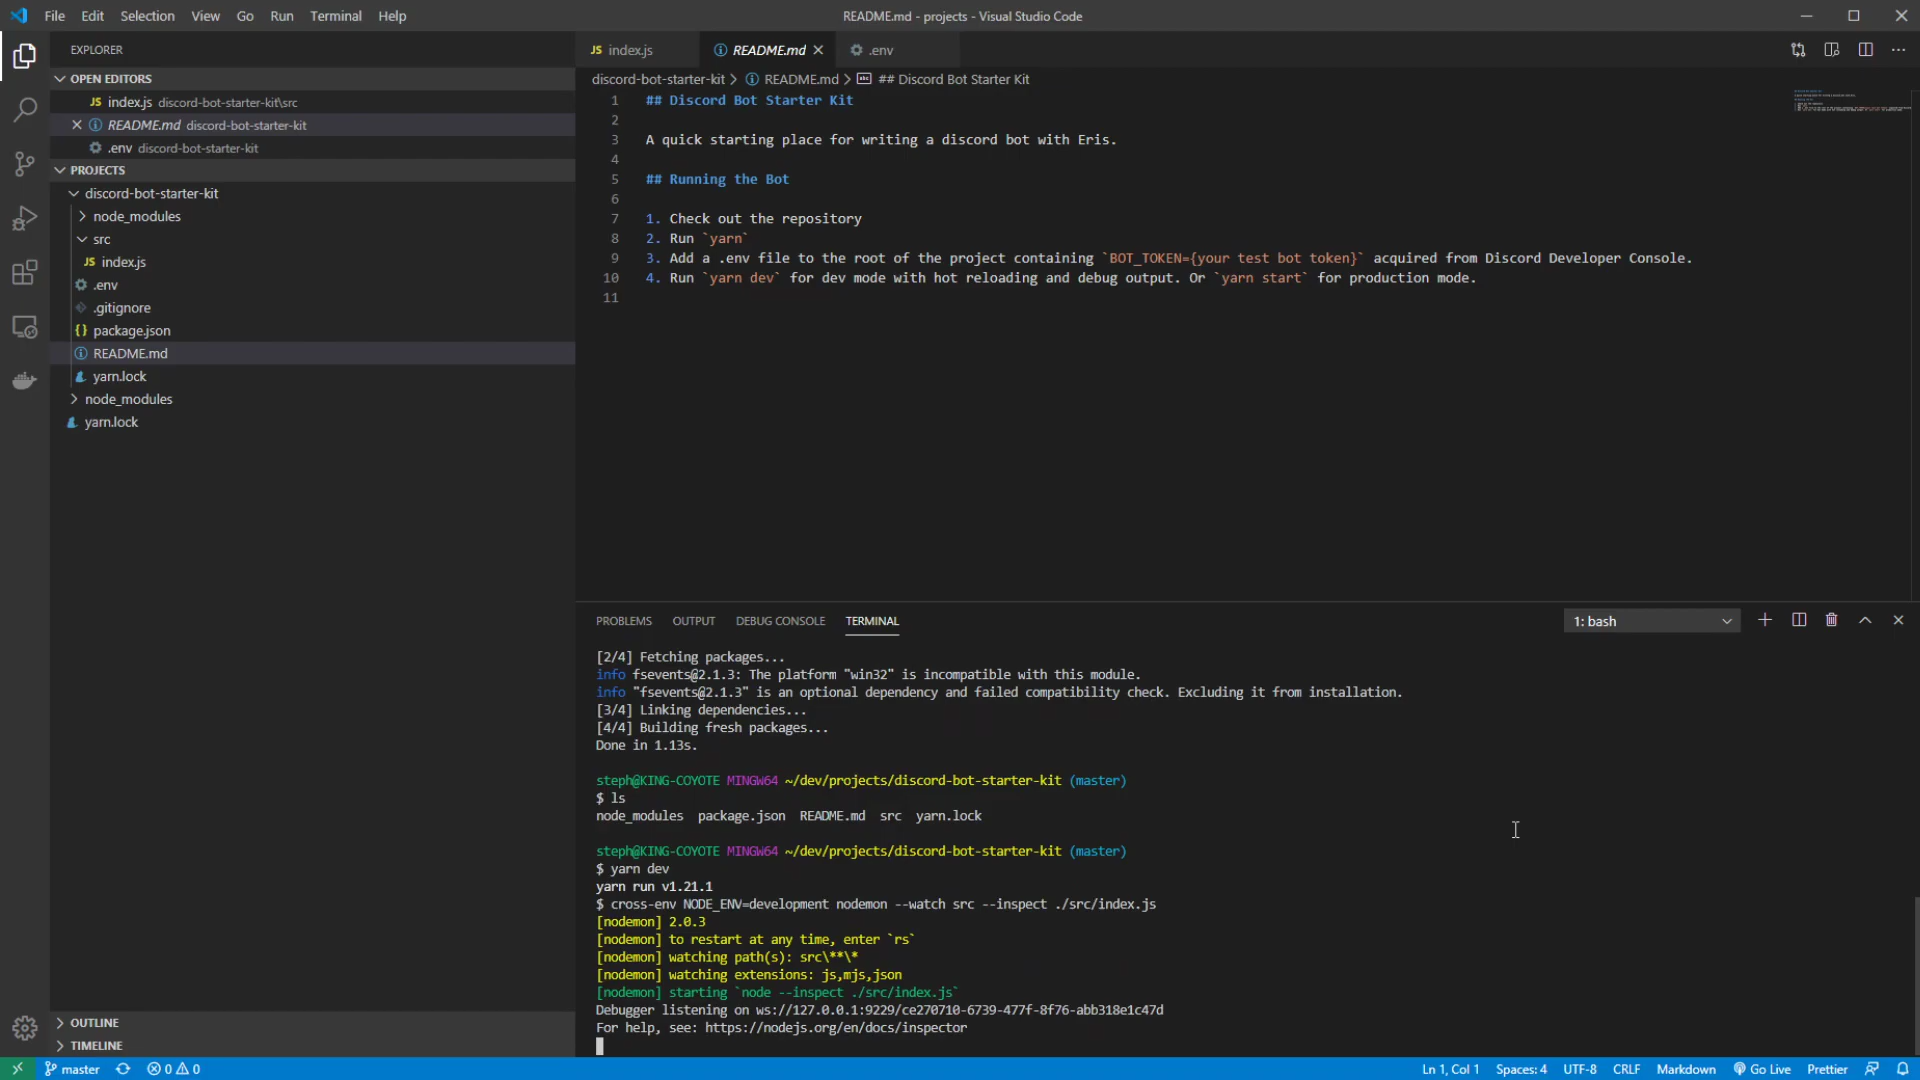 File Edit Selection View Go Run Terminal Help
README.md - projects - Visual Studio Code
EXPLORER
OPEN EDITORS
JS index.js discord-bot-starter-kit\src
README.md discord-bot-starter-kit
.env discord-bot-starter-kit
PROJECTS
discord-bot-starter-kit
node_modules
src
JS index.js
.env
.gitignore
{} package.json
README.md
yarn.lock
node_modules
yarn.lock
OUTLINE
TIMELINE
JS index.js README.md .env
discord-bot-starter-kit > README.md > ## Discord Bot Starter Kit
1 ## Discord Bot Starter Kit
2
3 A quick starting place for writing a discord bot with Eris.
4
5 ## Running the Bot
6
7 1. Check out the repository
8 2. Run `yarn`
9 3. Add a .env file to the root of the project containing `BOT_TOKEN={your test bot token}` acquired from Discord Developer Console.
10 4. Run `yarn dev` for dev mode with hot reloading and debug output. Or `yarn start` for production mode.
11
PROBLEMS OUTPUT DEBUG CONSOLE TERMINAL
1: bash
[2/4] Fetching packages...
info fsevents@2.1.3: The platform "win32" is incompatible with this module.
info "fsevents@2.1.3" is an optional dependency and failed compatibility check. Excluding it from installation.
[3/4] Linking dependencies...
[4/4] Building fresh packages...
Done in 1.13s.
steph@KING-COYOTE MINGW64 ~/dev/projects/discord-bot-starter-kit (master)
$ ls
node_modules package.json README.md src yarn.lock
steph@KING-COYOTE MINGW64 ~/dev/projects/discord-bot-starter-kit (master)
$ yarn dev
yarn run v1.21.1
$ cross-env NODE_ENV=development nodemon --watch src --inspect ./src/index.js
[nodemon] 2.0.3
[nodemon] to restart at any time, enter `rs`
[nodemon] watching path(s): src\**\*
[nodemon] watching extensions: js,mjs,json
[nodemon] starting `node --inspect ./src/index.js`
Debugger listening on ws://127.0.0.1:9229/ce270710-6739-477f-8f76-abb318e1c47d
For help, see: https://nodejs.org/en/docs/inspector
master 0 0 Ln 1, Col 1 Spaces: 4 UTF-8 CRLF Markdown Go Live Prettier